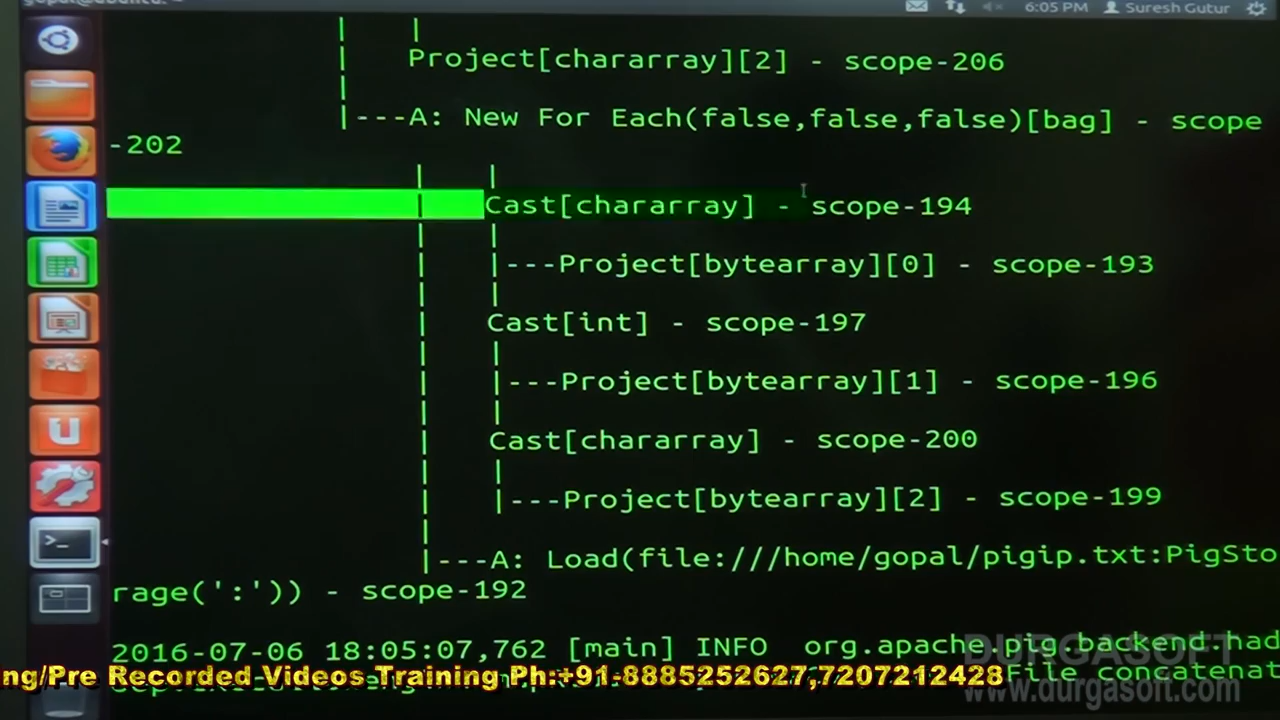 6:05 PM Suresh Gutur
Project[chararray][2] - scope-206
|---A: New For Each(false,false,false)[bag] - scope
-202
Cast[chararray] - scope-194
|---Project[bytearray][0] - scope-193
Cast[int] - scope-197
|---Project[bytearray][1] - scope-196
Cast[chararray] - scope-200
|---Project[bytearray][2] - scope-199
|---A: Load(file:///home/gopal/pigip.txt:PigSto
rage(':')) - scope-192
2016-07-06 18:05:07,762 [main] INFO org.apache.pig.backend.had
DURGASOFT
ng/Pre Recorded Videos Training Ph:+91-8885252627,7207212428
File concatenat
www.durgasoft.com